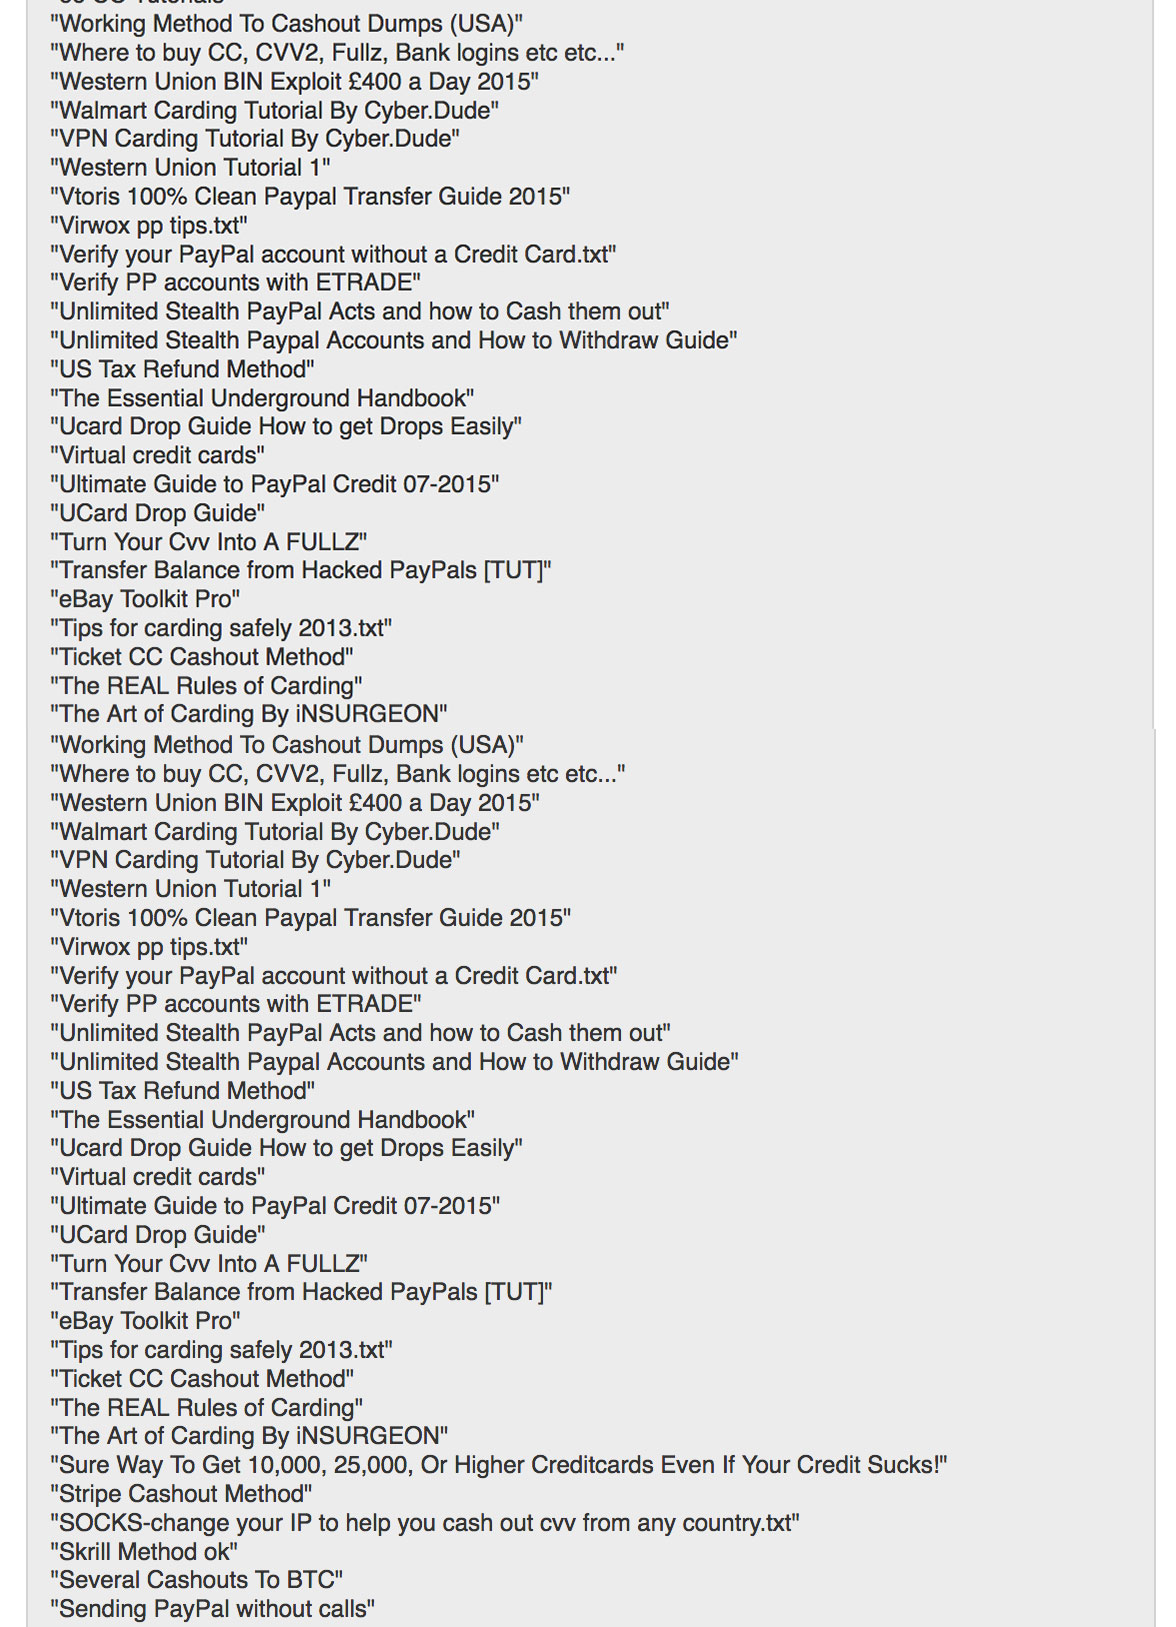 "Working Method To Cashout Dumps (USA)"
"Where to buy CC, CVV2, Fullz, Bank logins etc etc..."
"Western Union BIN Exploit £400 a Day 2015"
"Walmart Carding Tutorial By Cyber.Dude"
"VPN Carding Tutorial By Cyber.Dude"
"Western Union Tutorial 1"
"Vtoris 100% Clean Paypal Transfer Guide 2015"
"Virwox pp tips.txt"
"Verify your PayPal account without a Credit Card.txt"
"Verify PP accounts with ETRADE"
"Unlimited Stealth PayPal Acts and how to Cash them out"
"Unlimited Stealth Paypal Accounts and How to Withdraw Guide"
"US Tax Refund Method"
"The Essential Underground Handbook"
"Ucard Drop Guide How to get Drops Easily"
"Virtual credit cards"
"Ultimate Guide to PayPal Credit 07-2015"
"UCard Drop Guide"
"Turn Your Cvv Into A FULLZ"
"Transfer Balance from Hacked PayPals [TUT]"
"eBay Toolkit Pro"
"Tips for carding safely 2013.txt"
"Ticket CC Cashout Method"
"The REAL Rules of Carding"
"The Art of Carding By iNSURGEON"
"Working Method To Cashout Dumps (USA)"
"Where to buy CC, CVV2, Fullz, Bank logins etc etc..."
"Western Union BIN Exploit £400 a Day 2015"
"Walmart Carding Tutorial By Cyber.Dude"
"VPN Carding Tutorial By Cyber.Dude"
"Western Union Tutorial 1"
"Vtoris 100% Clean Paypal Transfer Guide 2015"
"Virwox pp tips.txt"
"Verify your PayPal account without a Credit Card.txt"
"Verify PP accounts with ETRADE"
"Unlimited Stealth PayPal Acts and how to Cash them out"
"Unlimited Stealth Paypal Accounts and How to Withdraw Guide"
"US Tax Refund Method"
"The Essential Underground Handbook"
"Ucard Drop Guide How to get Drops Easily"
"Virtual credit cards"
"Ultimate Guide to PayPal Credit 07-2015"
"UCard Drop Guide"
"Turn Your Cvv Into A FULLZ"
"Transfer Balance from Hacked PayPals [TUT]"
"eBay Toolkit Pro"
"Tips for carding safely 2013.txt"
"Ticket CC Cashout Method"
"The REAL Rules of Carding"
"The Art of Carding By iNSURGEON"
"Sure Way To Get 10,000, 25,000, Or Higher Creditcards Even If Your Credit Sucks!"
"Stripe Cashout Method"
"SOCKS-change your IP to help you cash out cvv from any country.txt"
"Skrill Method ok"
"Several Cashouts To BTC"
"Sending PayPal without calls"